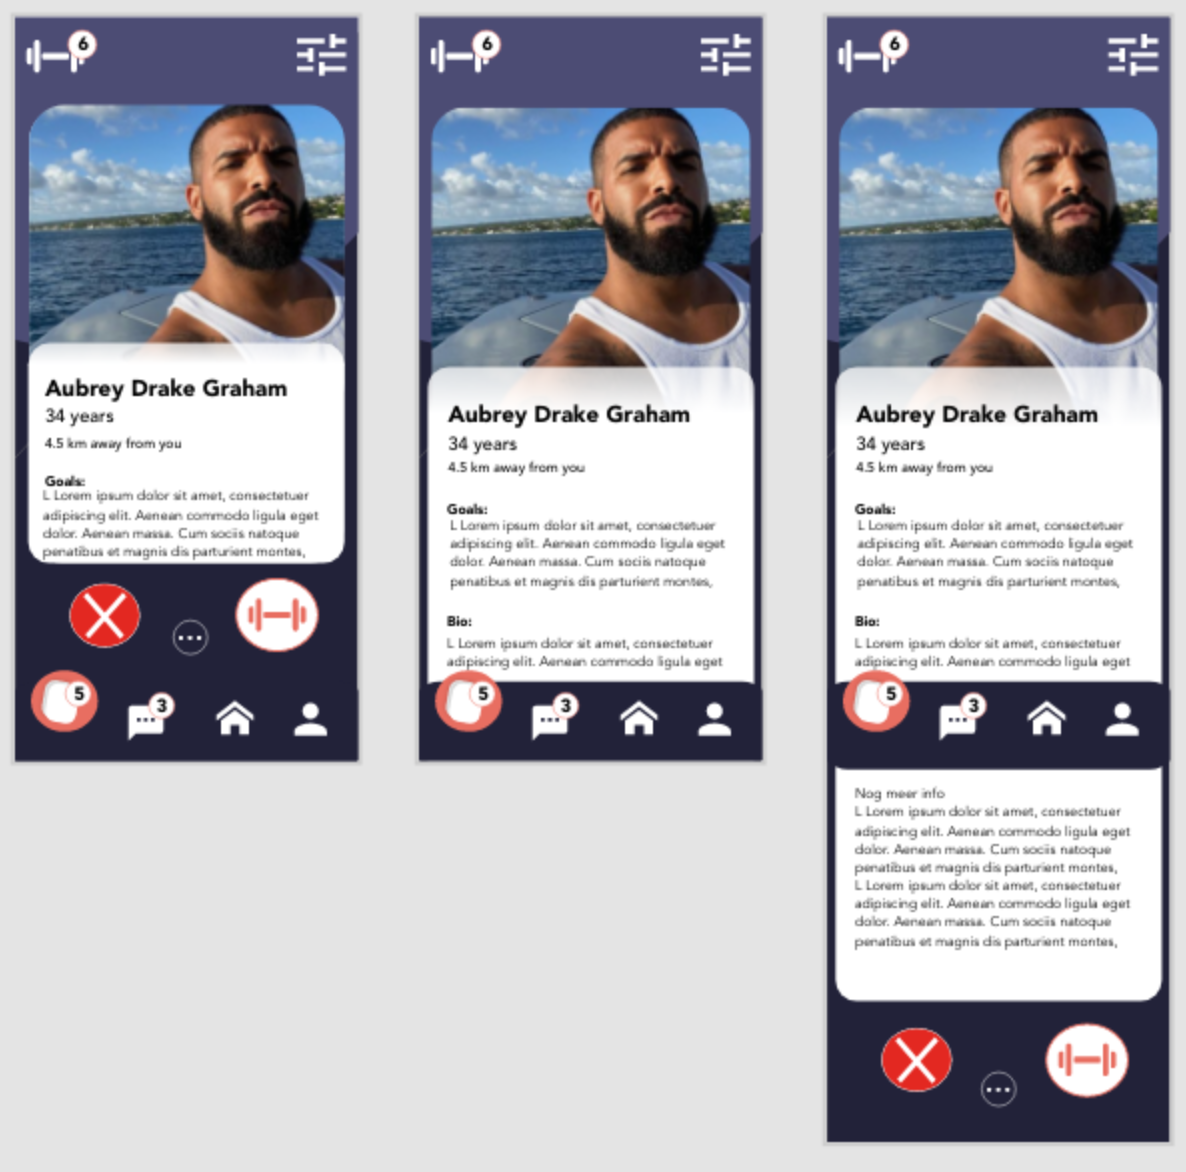 6
Aubrey Drake Graham
34 years
4.5 km away from you
Goals:
L Lorem ipsum dolor sit amet, consectetuer
adipiscing elit. Aenean commodo ligula eget
dolor. Aenean massa. Cum sociis natoque
penatibus et magnis dis parturient montes,
5
3
6
Aubrey Drake Graham
34 years
4.5 km away from you
Goals:
L Lorem ipsum dolor sit amet, consectetuer
adipiscing elit. Aenean commodo ligula eget
dolor. Aenean massa. Cum sociis natoque
penatibus et magnis dis parturient montes,
Bio:
L Lorem ipsum dolor sit amet, consectetuer
adipiscing elit. Aenean commodo ligula eget
5
3
6
Aubrey Drake Graham
34 years
4.5 km away from you
Goals:
L Lorem ipsum dolor sit amet, consectetuer
adipiscing elit. Aenean commodo ligula eget
dolor. Aenean massa. Cum sociis natoque
penatibus et magnis dis parturient montes,
Bio:
L Lorem ipsum dolor sit amet, consectetuer
adipiscing elit. Aenean commodo ligula eget
5
3
Nog meer info
L Lorem ipsum dolor sit amet, consectetuer
adipiscing elit. Aenean commodo ligula eget
dolor. Aenean massa. Cum sociis natoque
penatibus et magnis dis parturient montes,
L Lorem ipsum dolor sit amet, consectetuer
adipiscing elit. Aenean commodo ligula eget
dolor. Aenean massa. Cum sociis natoque
penatibus et magnis dis parturient montes,